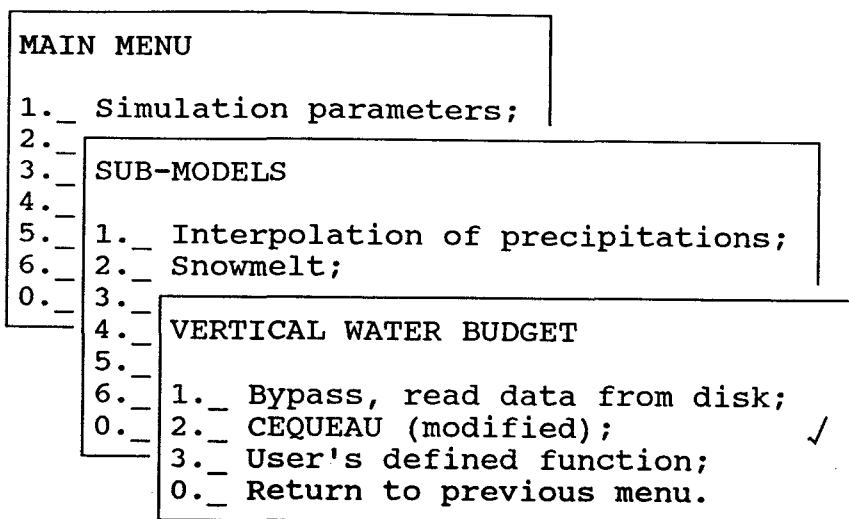 MAIN MENU
1._ Simulation parameters;
2._
3._
4._
5._
6._
0._
SUB-MODELS
1._ Interpolation of precipitations;
2._ Snowmelt;
3._
4._
5._
6._
0._
VERTICAL WATER BUDGET
1._ Bypass, read data from disk;
2._ CEQUEAU (modified); ✓
3._ User's defined function;
0._ Return to previous menu.